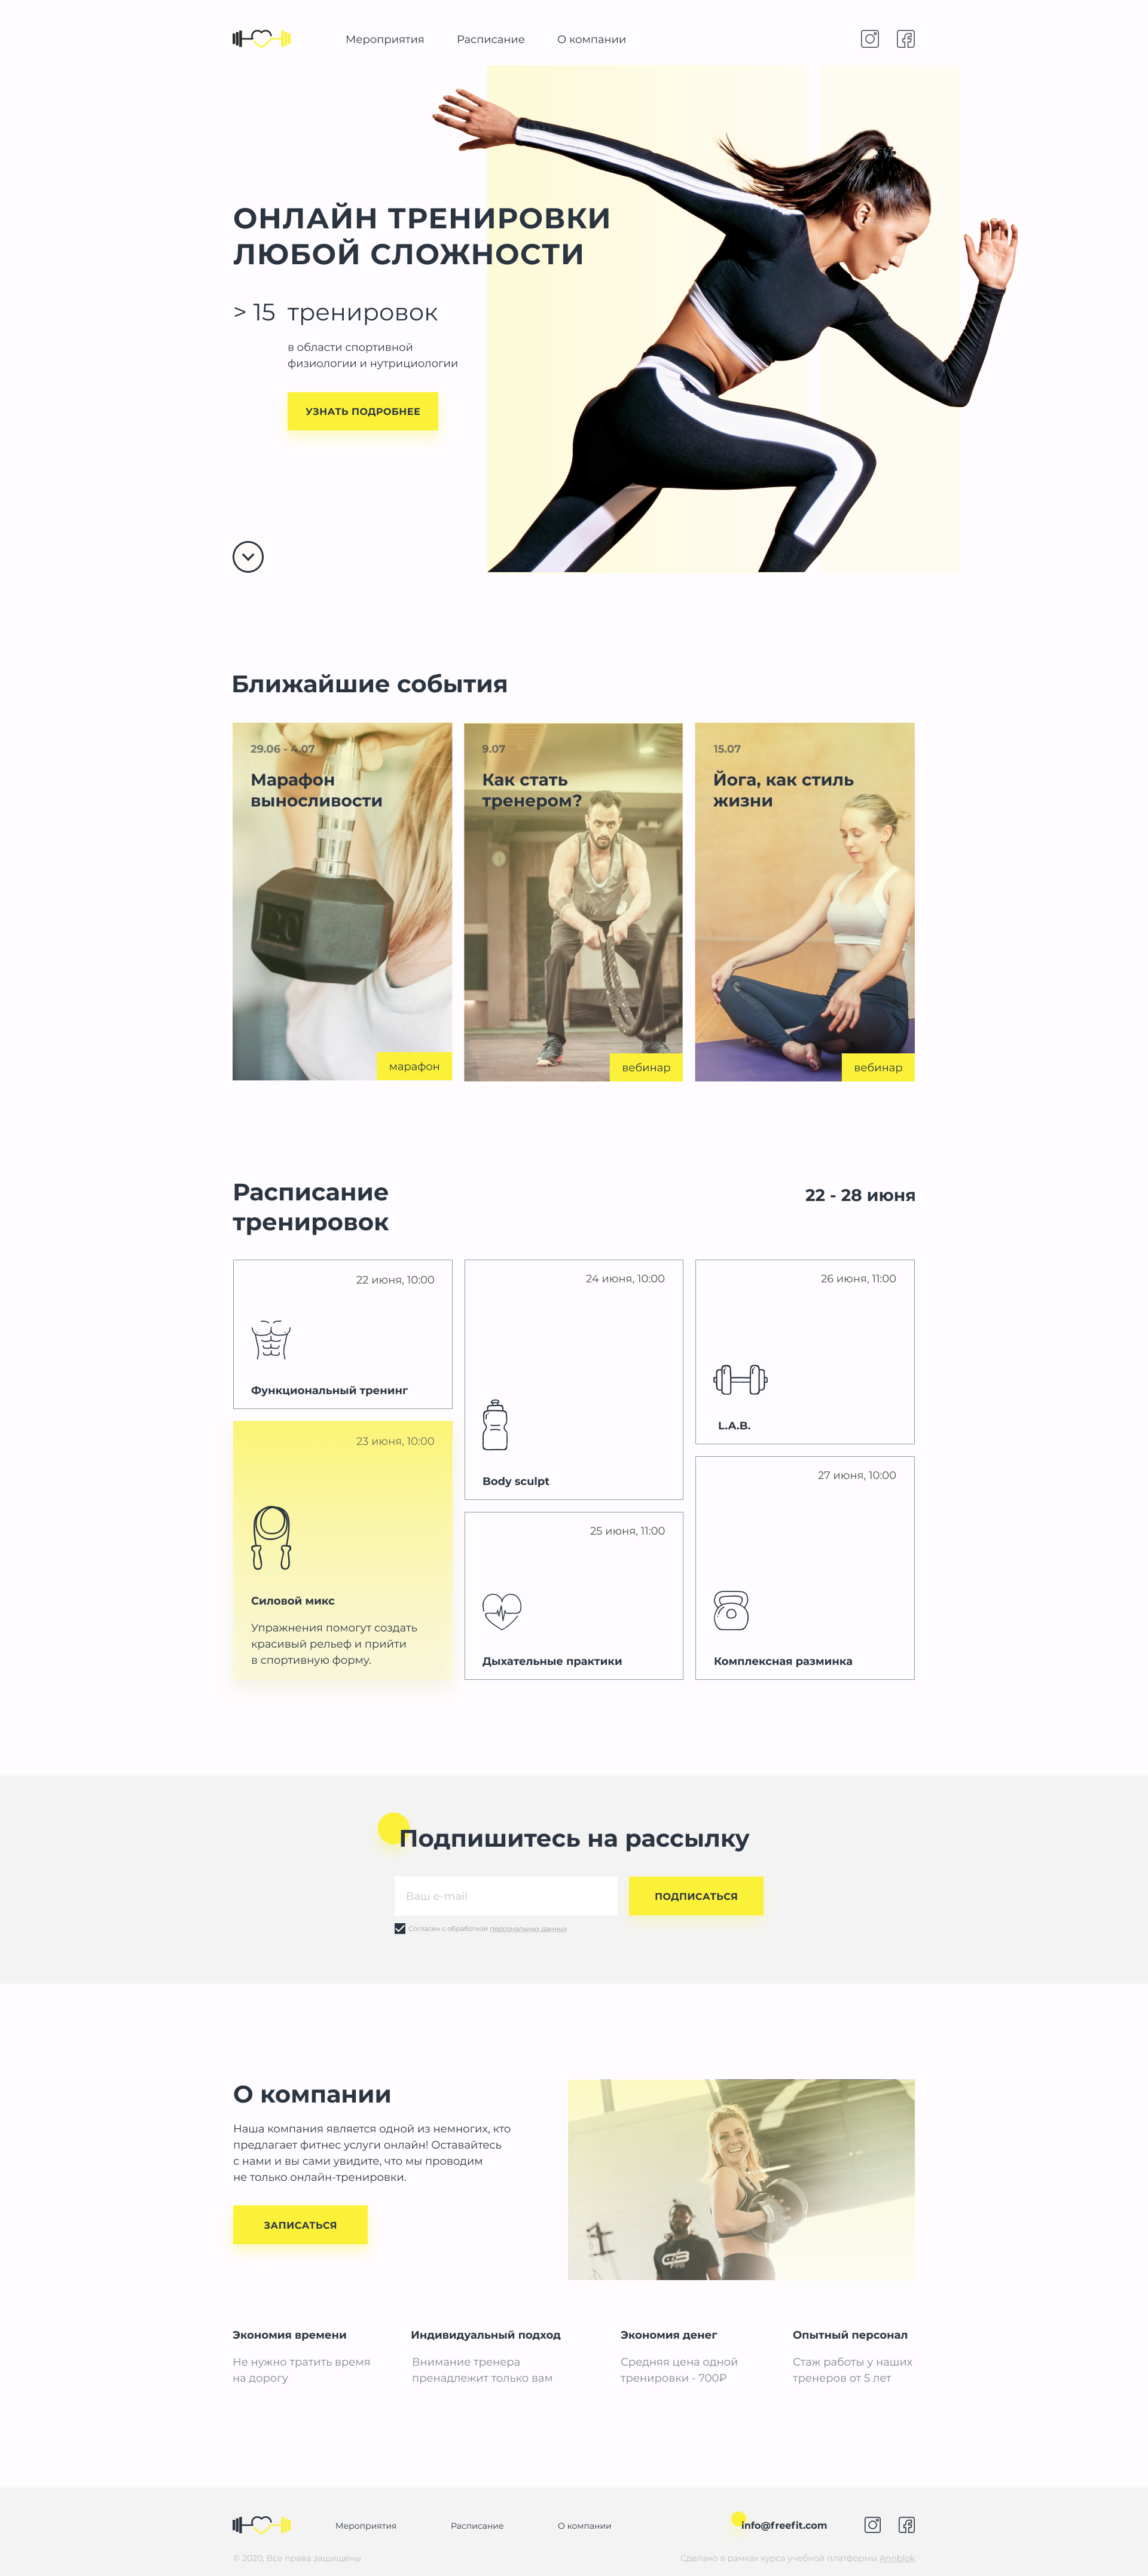 Мероприятия
Расписание
О компании
ОНЛАЙН ТРЕНИРОВКИ
ЛЮБОЙ СЛОЖНОСТИ
> 15 тренировок
в области спортивной
физиологии и нутрициологии
УЗНАТЬ ПОДРОБНЕЕ
Ближайшие события
29.06 - 4.07
Марафон
выносливости
марафон
9.07
Как стать
тренером?
вебинар
15.07
Йога, как стиль
жизни
вебинар
Расписание
тренировок
22 - 28 июня
22 июня, 10:00
Функциональный тренинг
23 июня, 10:00
Силовой микс
Упражнения помогут создать
красивый рельеф и прийти
в спортивную форму.
24 июня, 10:00
Body sculpt
25 июня, 11:00
Дыхательные практики
26 июня, 11:00
L.A.B.
27 июня, 10:00
Комплексная разминка
Подпишитесь на рассылку
Ваш e-mail
ПОДПИСАТЬСЯ
Согласен с обработкой персональных данных
О компании
Наша компания является одной из немногих, кто
предлагает фитнес услуги онлайн! Оставайтесь
с нами и вы сами увидите, что мы проводим
не только онлайн-тренировки.
ЗАПИСАТЬСЯ
Экономия времени
Не нужно тратить время
на дорогу
Индивидуальный подход
Внимание тренера
пренадлежит только вам
Экономия денег
Средняя цена одной
тренировки - 700₽
Опытный персонал
Стаж работы у наших
тренеров от 5 лет
Мероприятия
Расписание
О компании
info@freefit.com
© 2020, Все права защищены
Сделано в рамках курса учебной платформы Annblok